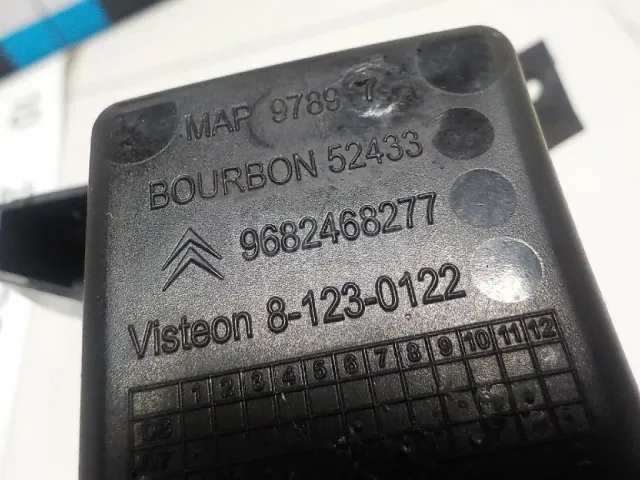 MAP 9789 7
BOURBON 52433
9682468277
Visteon 8-123-0122
1 2 3 4 5 6 7 8 9 10 11 12